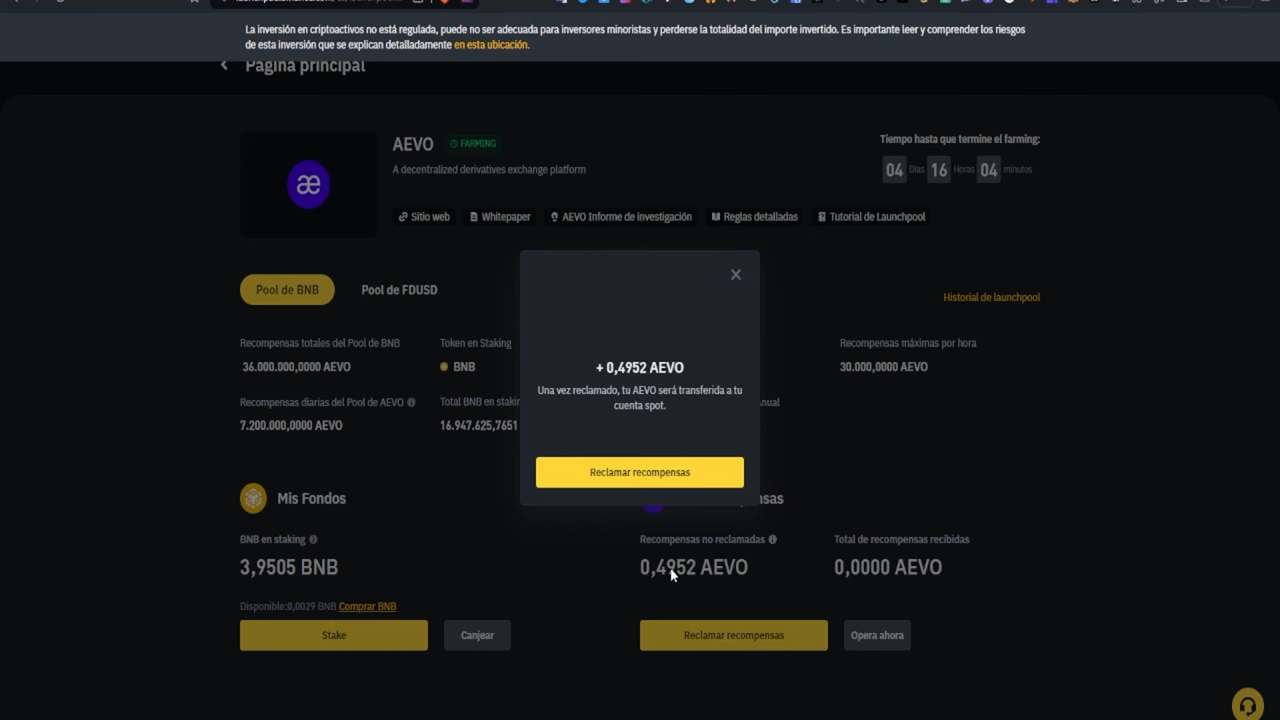 La inversión en criptoactivos no está regulada, puede no ser adecuada para inversores minoristas y perderse la totalidad del importe invertido. Es importante leer y comprender los riesgos
de esta inversión que se explican detalladamente en esta ubicación.
Página principal
AEVO
FARMING
A decentralized derivatives exchange platform
Tiempo hasta que termine el farming:
04 Días 16 Horas 04 minutos
Sitio web
Whitepaper
AEVO Informe de investigación
Reglas detalladas
Tutorial de Launchpool
Pool de BNB
Pool de FDUSD
Historial de launchpool
Recompensas totales del Pool de BNB
36.000.000,0000 AEVO
Token en Staking
BNB
Recompensas máximas por hora
30.000,0000 AEVO
Recompensas diarias del Pool de AEVO
7.200.000,0000 AEVO
Total BNB en
16.947.625,7651
+ 0,4952 AEVO
Una vez reclamado, tu AEVO será transferida a tu
cuenta spot.
Reclamar recompensas
Mis Fondos
BNB en staking
3,9505 BNB
Disponible:0,0029 BNB Comprar BNB
Stake
Canjear
Recompensas no reclamadas
0,4952 AEVO
Total de recompensas recibidas
0,0000 AEVO
Reclamar recompensas
Opera ahora